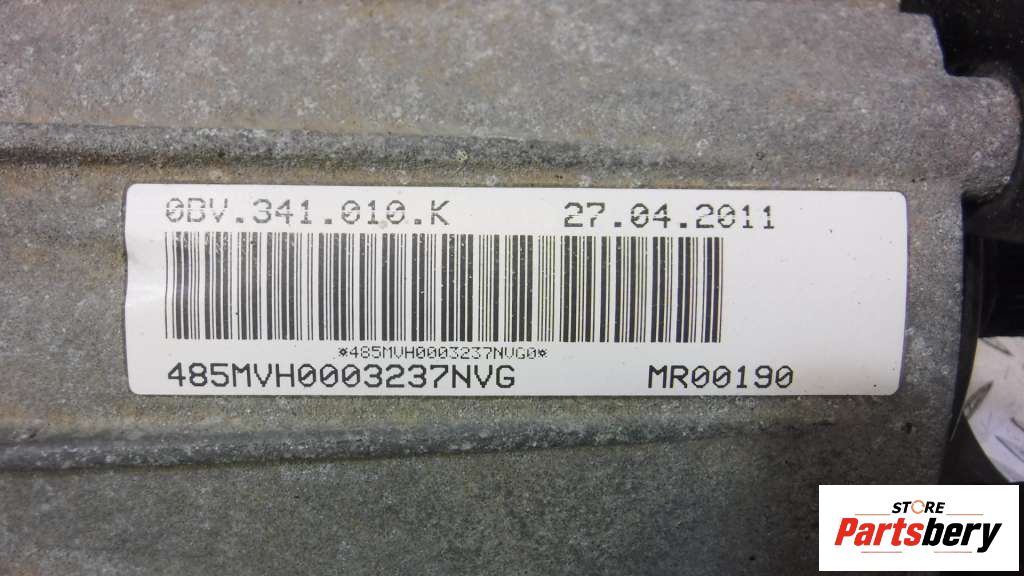 0BV.341.010.K 27.04.2011
*485MVH0003237NVG0*
485MVH0003237NVG MR00190
STORE
Partsbery